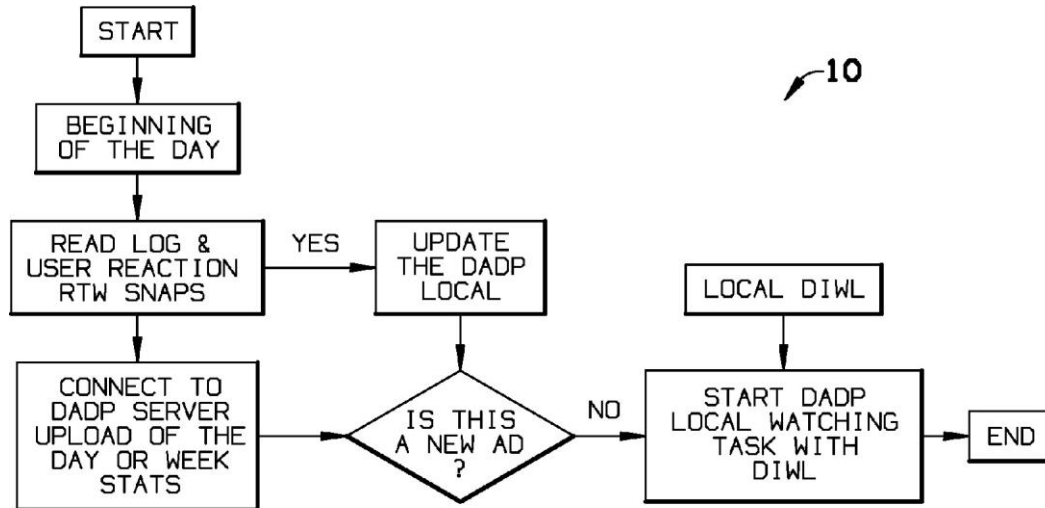 START
10
BEGINNING
OF THE DAY
READ LOG &
USER REACTION
RTW SNAPS
YES
UPDATE
THE DADP
LOCAL
LOCAL DIWL
CONNECT TO
DADP SERVER
UPLOAD OF THE
DAY OR WEEK
STATS
IS THIS
A NEW AD
?
NO
START DADP
LOCAL WATCHING
TASK WITH
DIWL
END